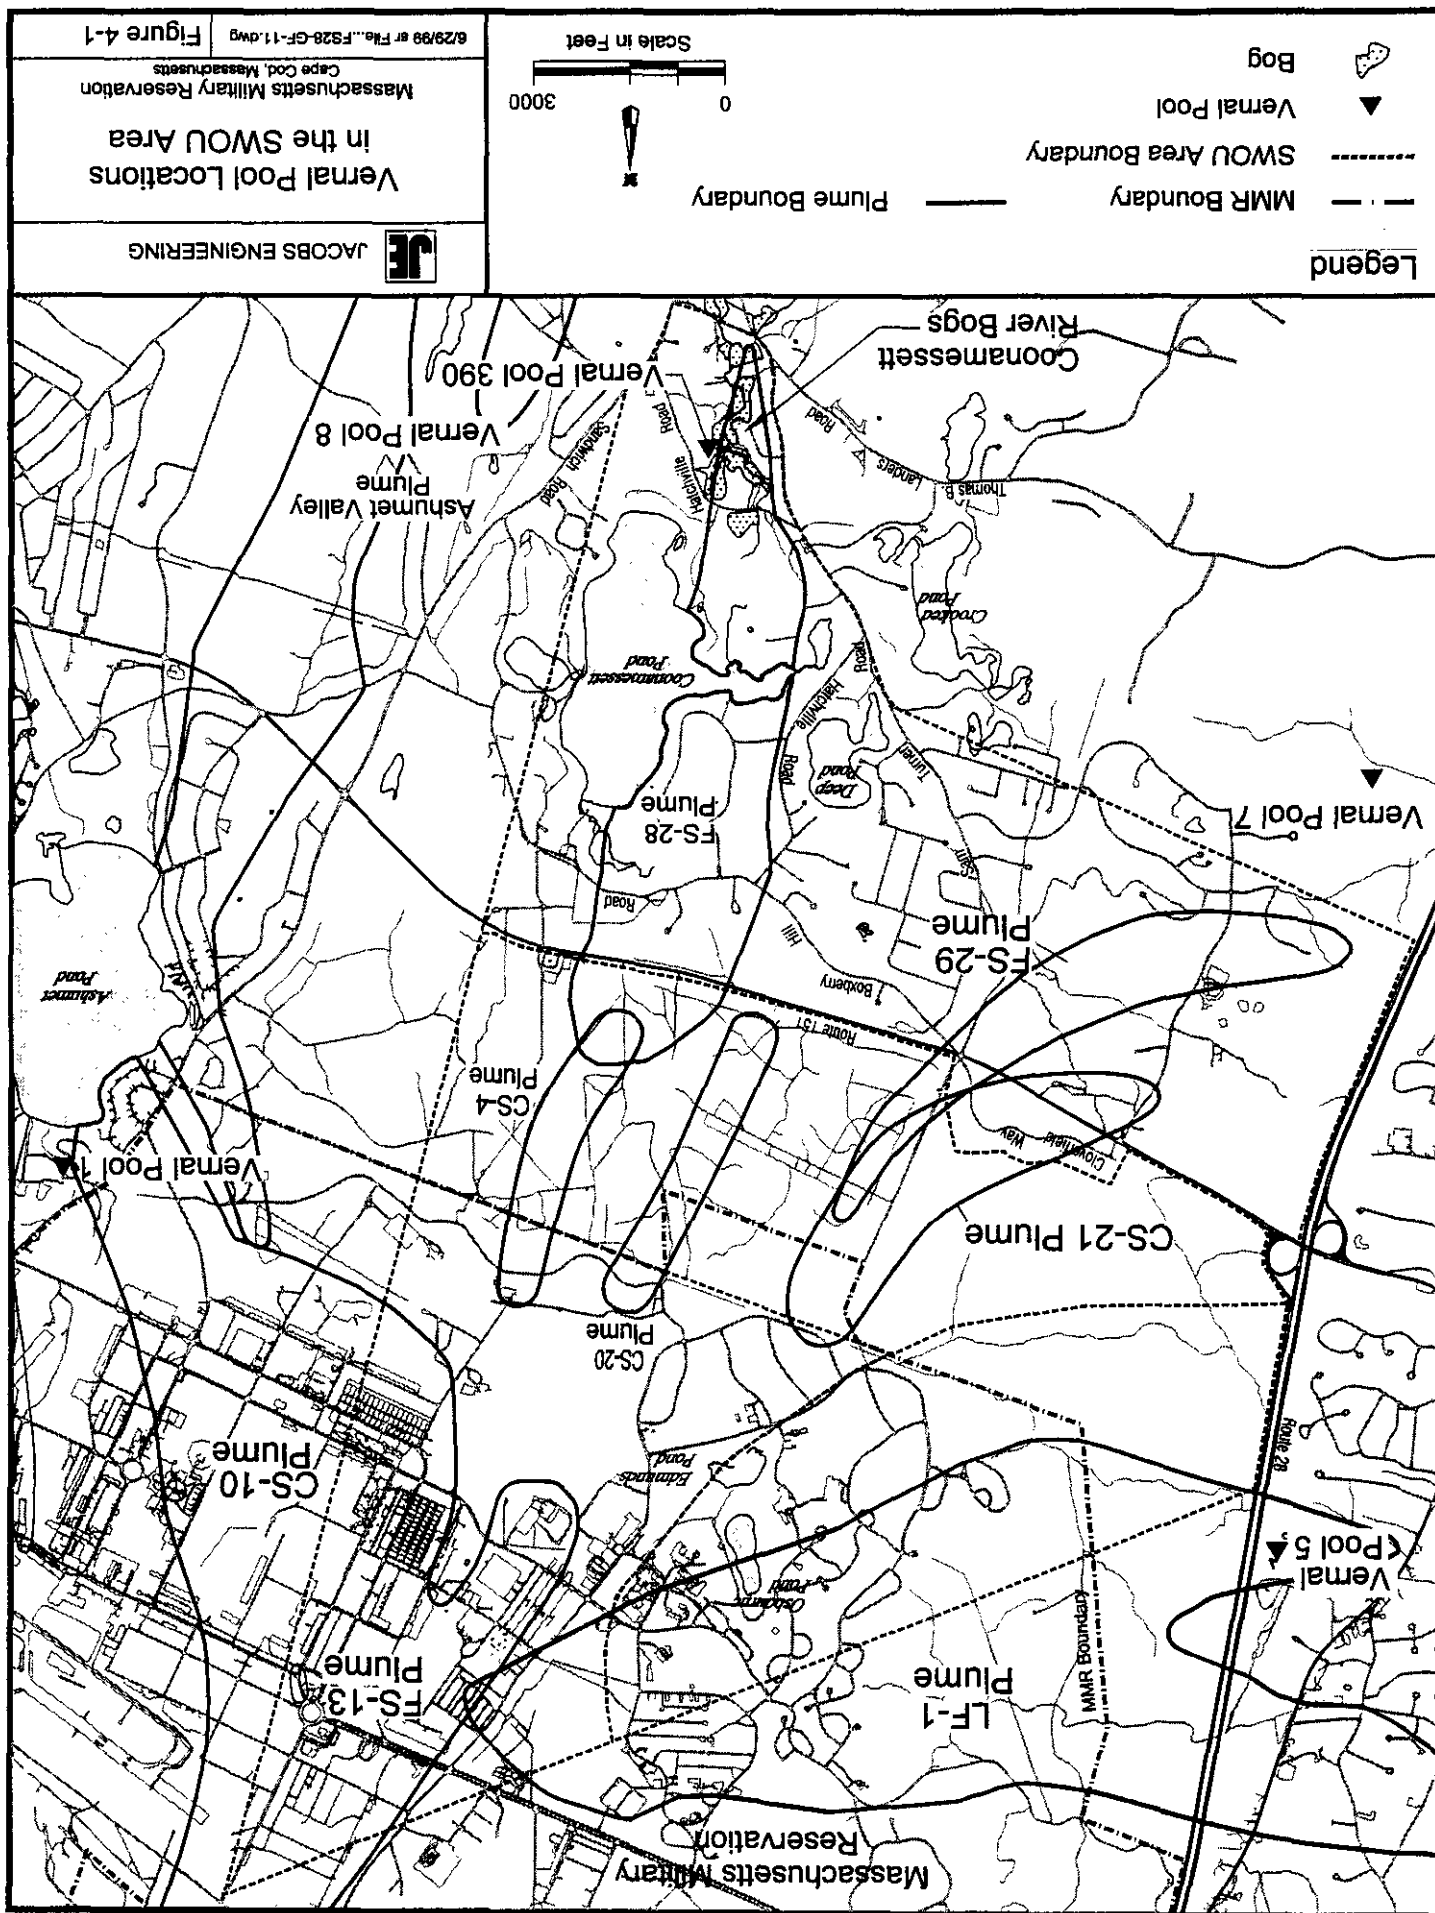 Massachusetts Military
Reservation
LF-1
Plume
MMR Boundary
Vernal
Pool 5
Route 28
Osborne
Pond
Edmunds
Pond
FS-13
Plume
CS-10
Plume
CS-21 Plume
CS-20
Plume
CS-4
Plume
Vernal Pool 1
Ashumet
Pond
Cloverfield
Way
Route 151
Boxberry
Hill
Road
FS-29
Plume
Sam
Turner
Road
FS-28
Plume
Vernal Pool 7
Deep
Pond
Hatchville
Road
Coonamessett
Pond
Crooked
Pond
Thomas B.
Landers
Road
Hatchville
Road
Sandwich
Road
Ashumet Valley
Plume
Vernal Pool 8
Vernal Pool 390
Coonamessett
River Bogs
Legend
MMR Boundary
Plume Boundary
SWOU Area Boundary
Vernal Pool
Bog
0
3000
Scale in Feet
JE
JACOBS ENGINEERING
Vernal Pool Locations
in the SWOU Area
Massachusetts Military Reservation
Cape Cod, Massachusetts
6/29/99 ar File...FS28-GF-11.dwg
Figure 4-1